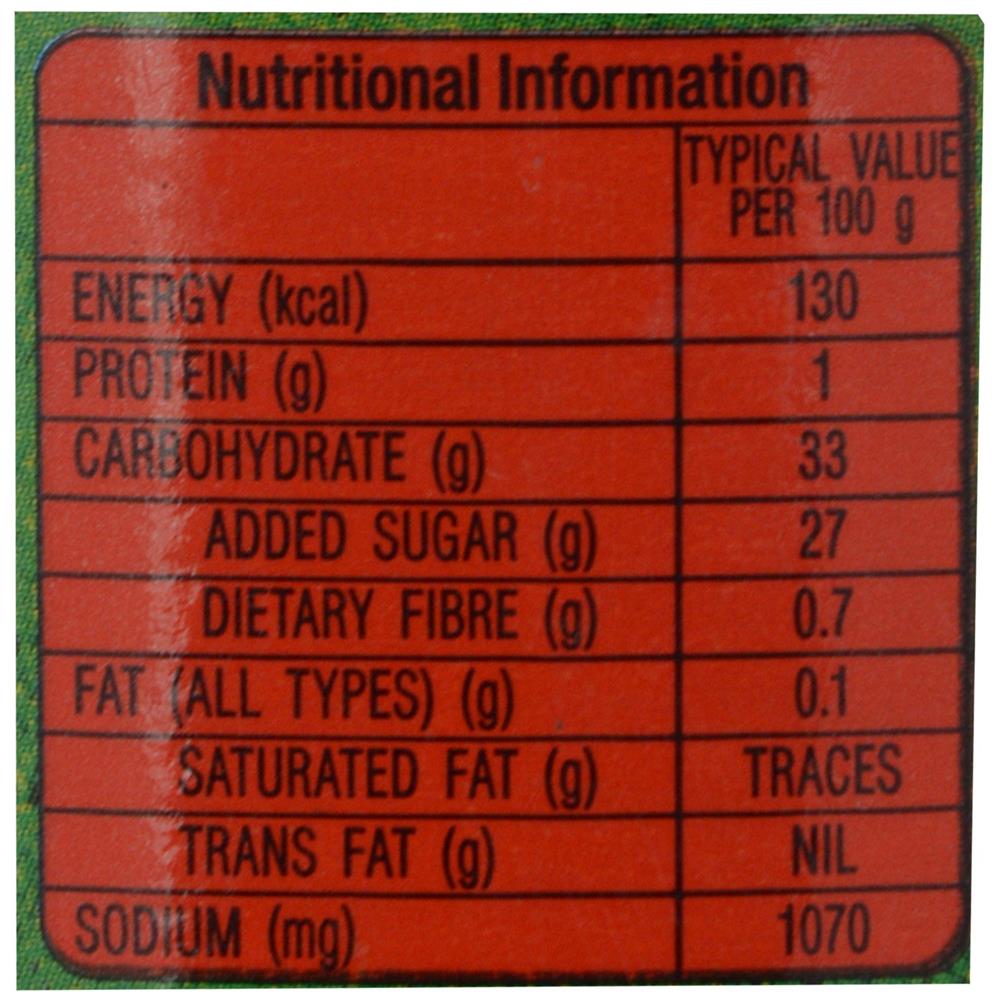 Nutritional Information
TYPICAL VALUE
PER 100 g
ENERGY (kcal) 130
PROTEIN (g) 1
CARBOHYDRATE (g) 33
ADDED SUGAR (g) 27
DIETARY FIBRE (g) 0.7
FAT (ALL TYPES) (g) 0.1
SATURATED FAT (g) TRACES
TRANS FAT (g) NIL
SODIUM (mg) 1070